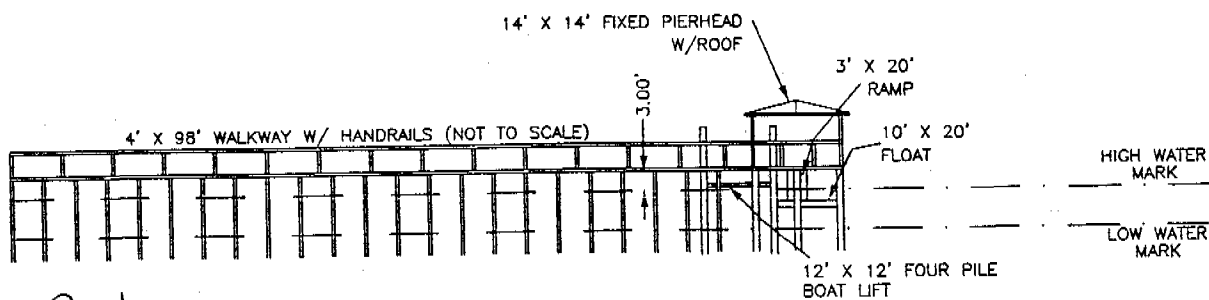 14' X 14' FIXED PIERHEAD
W/ROOF
3' X 20'
RAMP
3.00'
4' X 98' WALKWAY W/ HANDRAILS (NOT TO SCALE)
10' X 20'
FLOAT
HIGH WATER
MARK
LOW WATER
MARK
12' X 12' FOUR PILE
BOAT LIFT